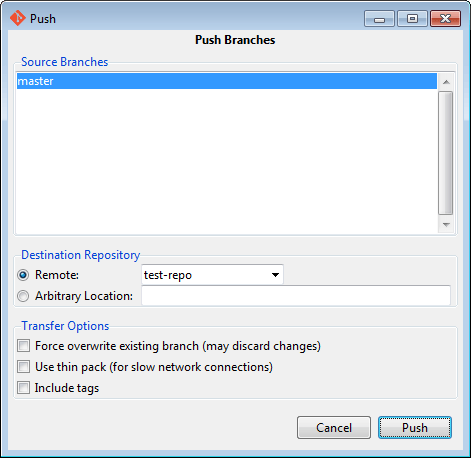 Push
Push Branches
Source Branches
master
Destination Repository
Remote: test-repo
Arbitrary Location:
Transfer Options
Force overwrite existing branch (may discard changes)
Use thin pack (for slow network connections)
Include tags
Cancel Push